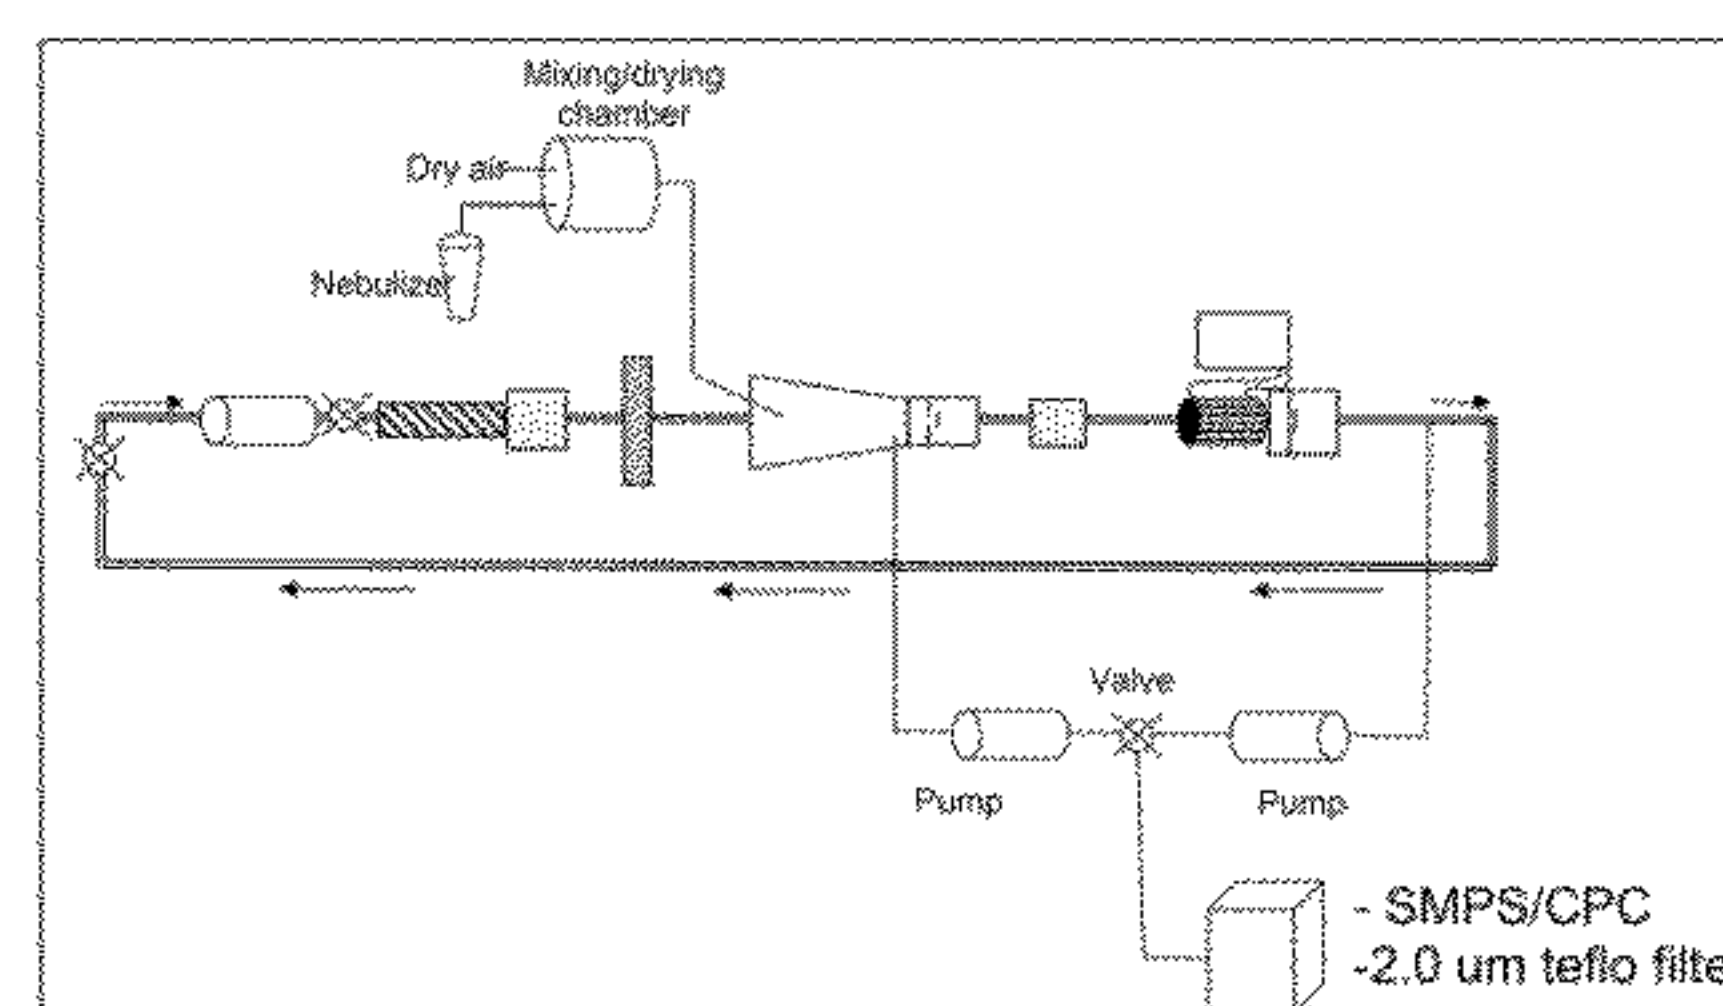 Mixing/drying
chamber
Dry air
Nebulizer
Valve
Pump
Pump
- SMPS/CPC
-2.0 um teflo filte